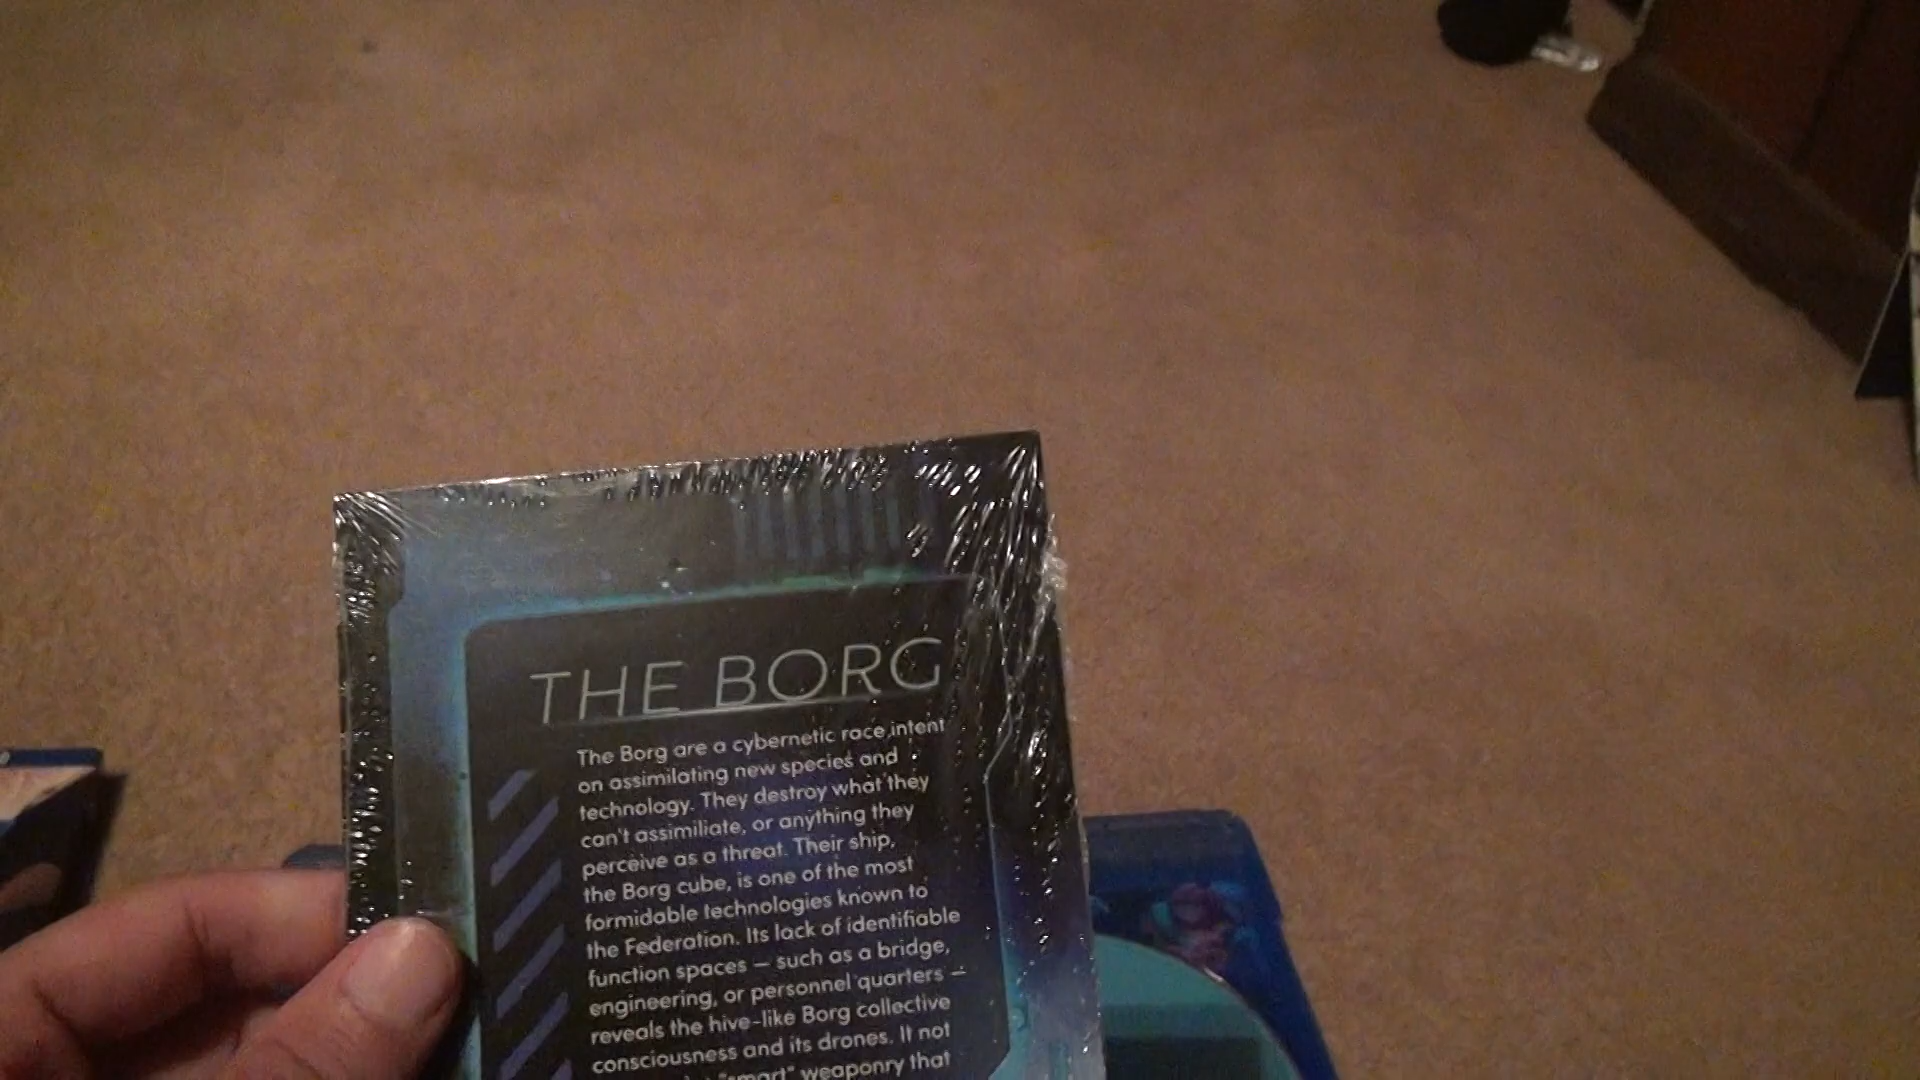 THE BORG
The Borg are a cybernetic race intent
on assimilating new species and
technology. They destroy what they
can't assimiliate, or anything they
perceive as a threat. Their ship,
the Borg cube, is one of the most
formidable technologies known to
the Federation. Its lack of identifiable
function spaces – such as a bridge,
engineering, or personnel quarters –
reveals the hive-like Borg collective
consciousness and its drones. It not
"smart" weaponry that